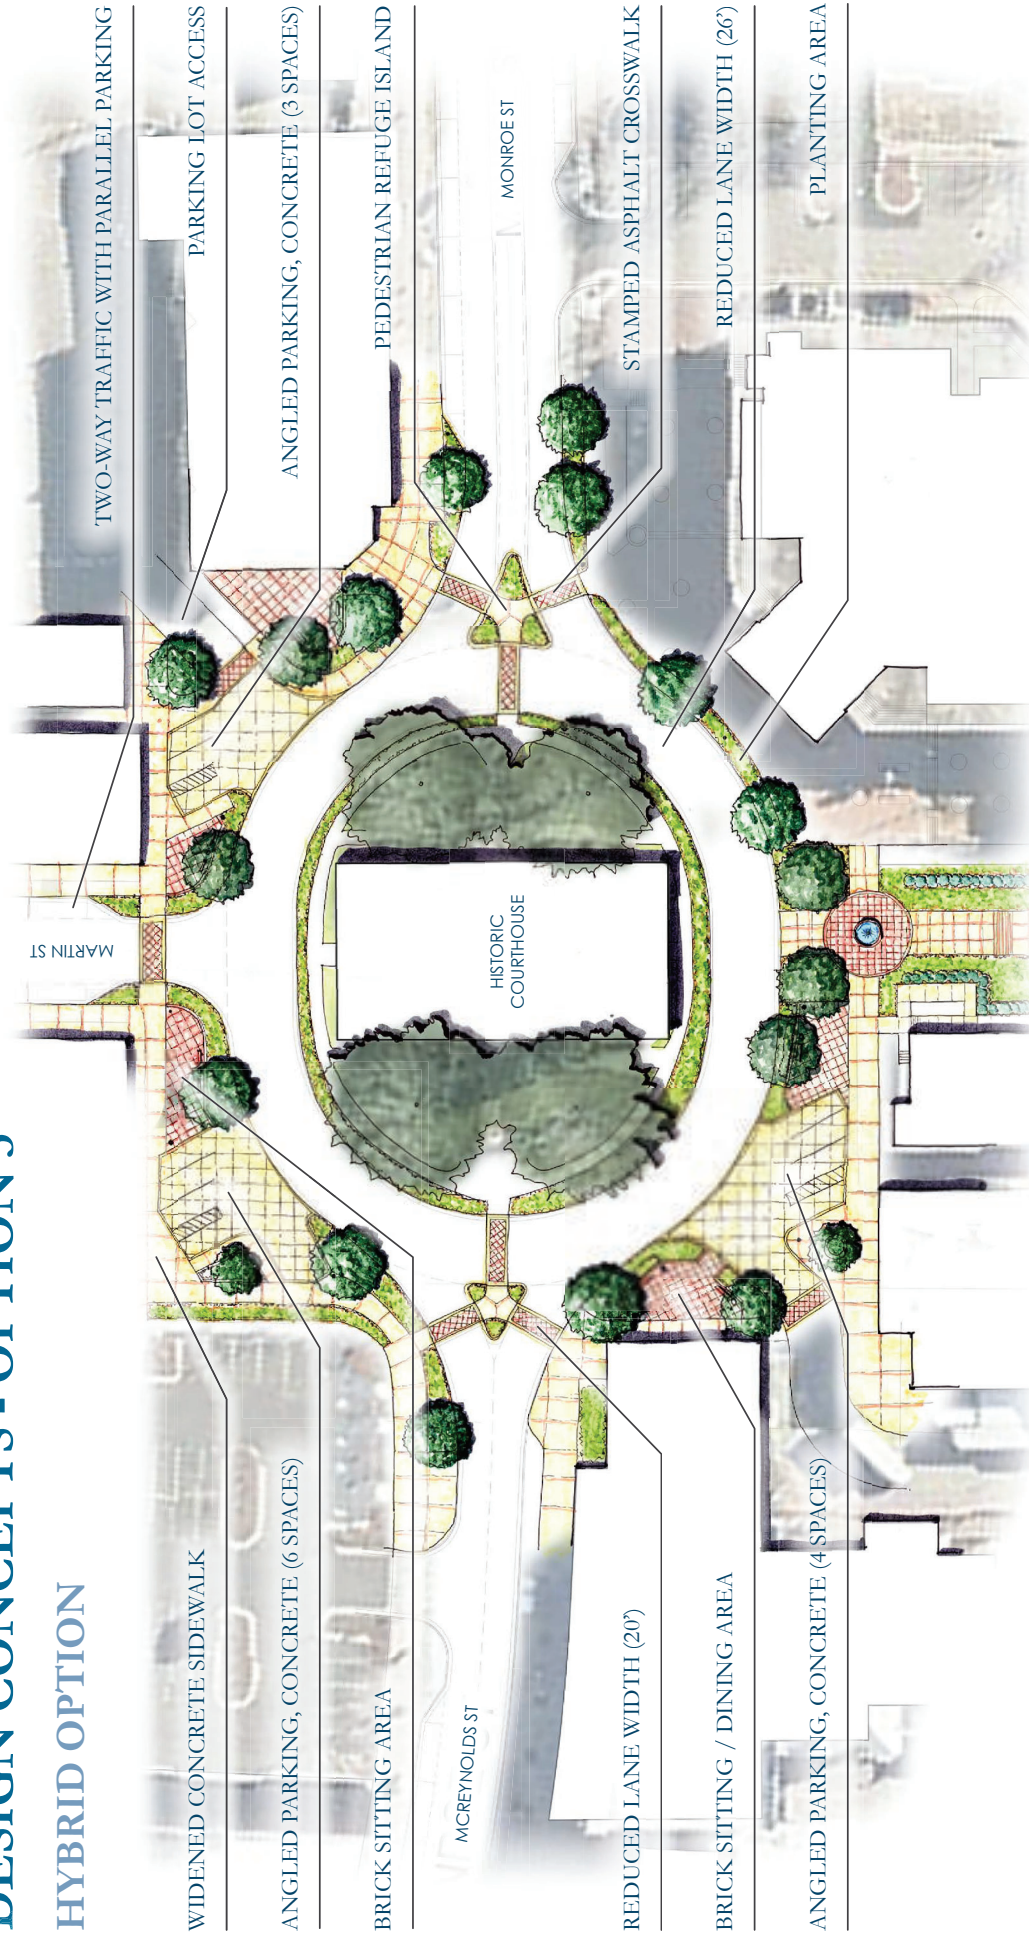 DESIGN CONCEPTS - OPTION 3
HYBRID OPTION
WIDENED CONCRETE SIDEWALK
ANGLED PARKING, CONCRETE (6 SPACES)
BRICK SITTING AREA
REDUCED LANE WIDTH (20')
BRICK SITTING / DINING AREA
ANGLED PARKING, CONCRETE (4 SPACES)
MCREYNOLDS ST
MARTIN ST
HISTORIC
COURTHOUSE
MONROE ST
TWO-WAY TRAFFIC WITH PARALLEL PARKING
PARKING LOT ACCESS
ANGLED PARKING, CONCRETE (3 SPACES)
PEDESTRIAN REFUGE ISLAND
STAMPED ASPHALT CROSSWALK
REDUCED LANE WIDTH (26')
PLANTING AREA